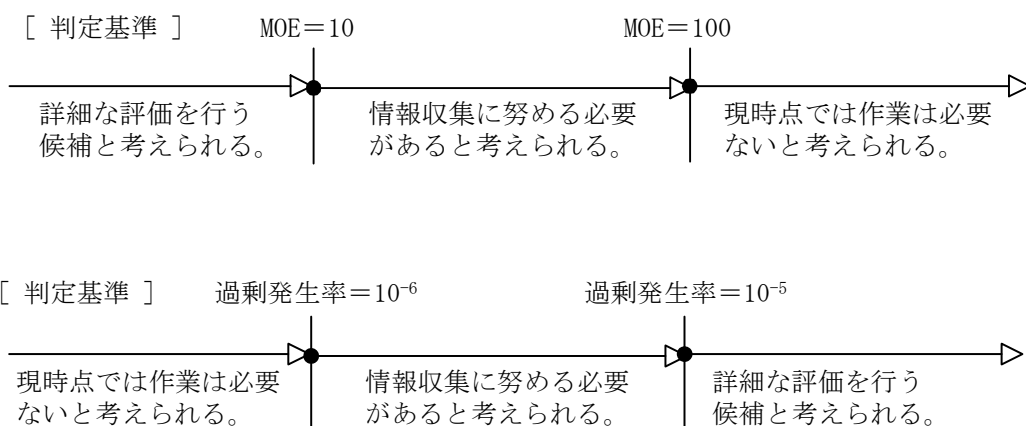 [ 判定基準 ] MOE＝10 MOE＝100
詳細な評価を行う 情報収集に努める必要 現時点では作業は必要
候補と考えられる。 があると考えられる。 ないと考えられる。
[ 判定基準 ] 過剰発生率＝10⁻⁶ 過剰発生率＝10⁻⁵
現時点では作業は必要 情報収集に努める必要 詳細な評価を行う
ないと考えられる。 があると考えられる。 候補と考えられる。